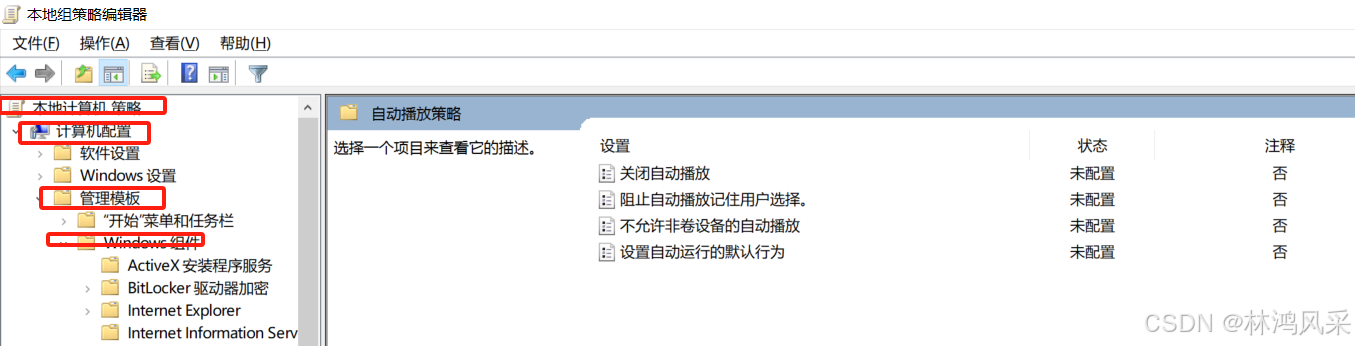 本地组策略编辑器
文件(F) 操作(A) 查看(V) 帮助(H)
本地计算机 策略
计算机配置
软件设置
Windows 设置
管理模板
“开始”菜单和任务栏
Windows 组件
ActiveX 安装程序服务
BitLocker 驱动器加密
Internet Explorer
Internet Information Serv
自动播放策略
选择一个项目来查看它的描述。
设置 状态 注释
关闭自动播放 未配置 否
阻止自动播放记住用户选择。 未配置 否
不允许非卷设备的自动播放 未配置 否
设置自动运行的默认行为 未配置 否
CSDN @林鸿风采